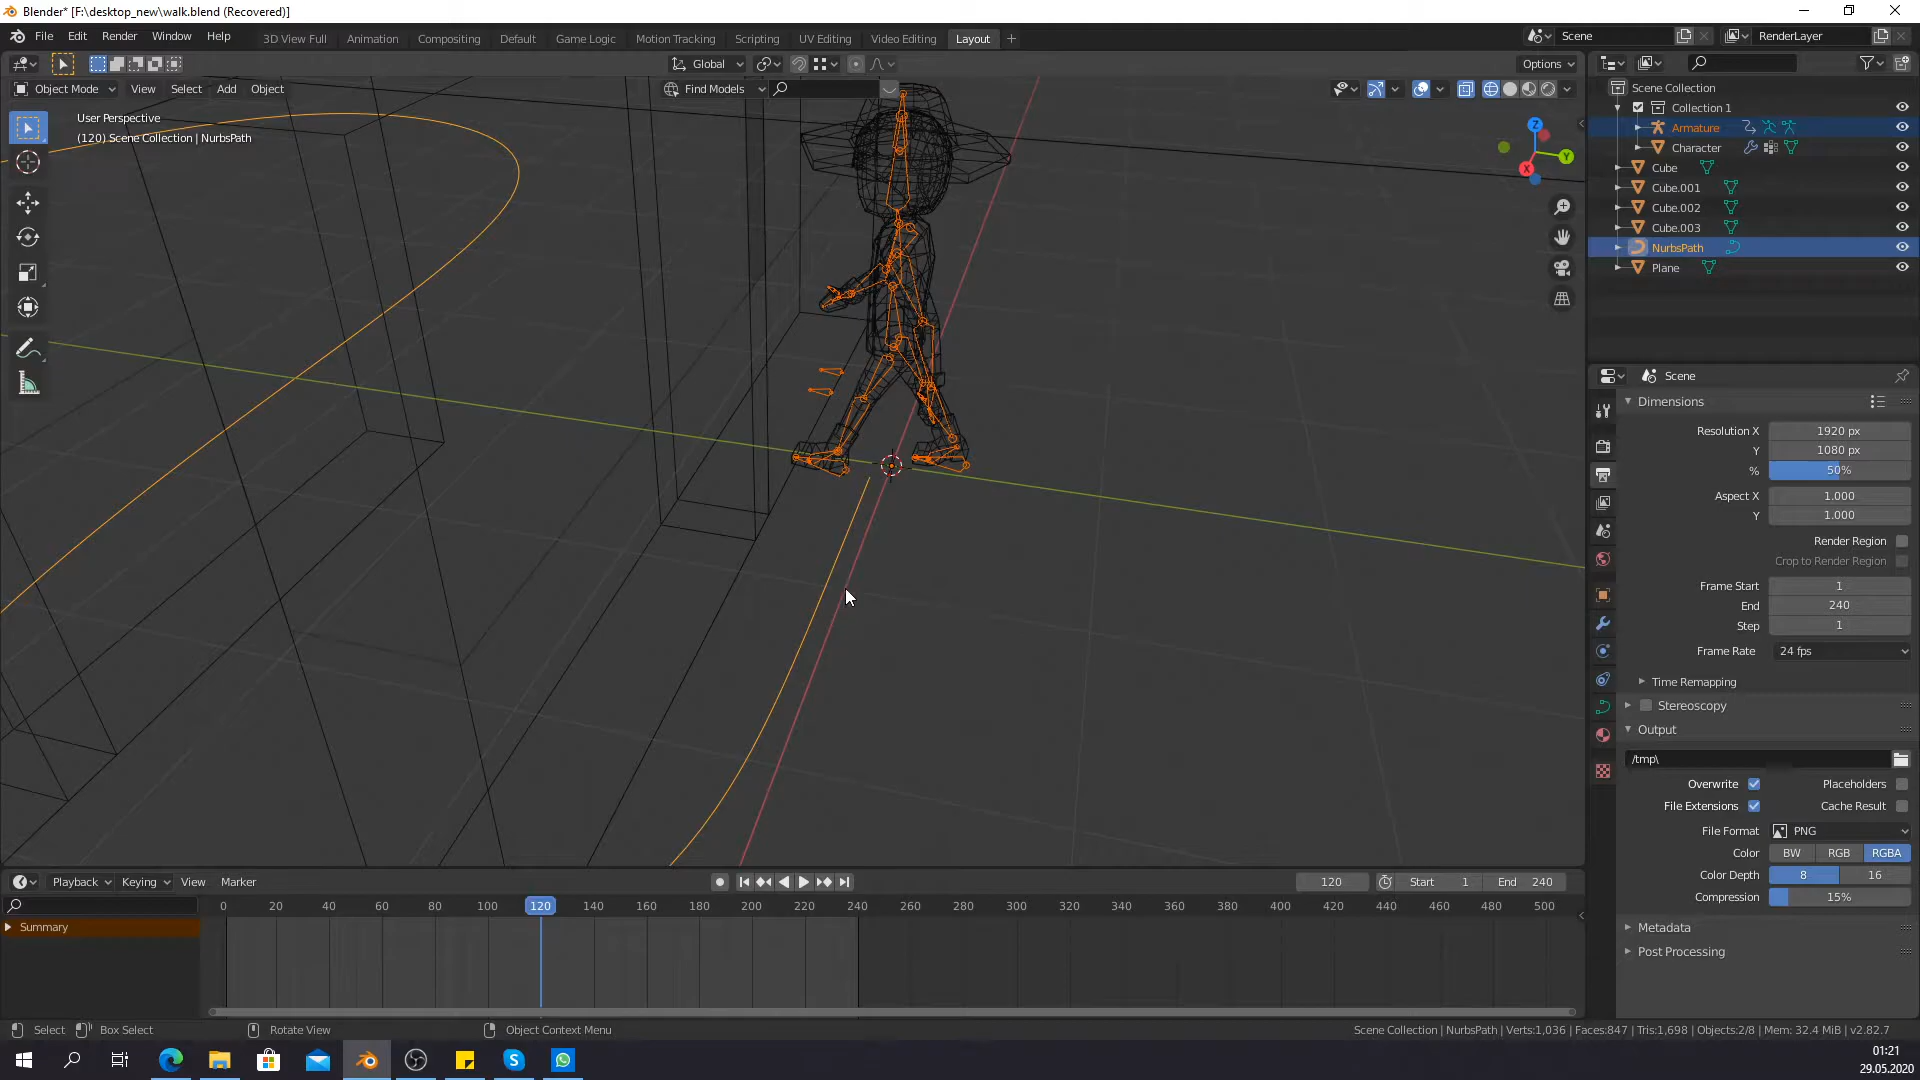 Blender* [F:\desktop_new\walk.blend (Recovered)]
File Edit Render Window Help
3D View Full Animation Compositing Default Game Logic Motion Tracking Scripting UV Editing Video Editing Layout
Scene RenderLayer
Global Options
Object Mode View Select Add Object Find Models
User Perspective
(120) Scene Collection | NurbsPath
Z
Y
X
Scene Collection
Collection 1
Armature
Character
Cube
Cube.001
Cube.002
Cube.003
NurbsPath
Plane
Scene
Dimensions
Resolution X 1920 px
Y 1080 px
% 50%
Aspect X 1.000
Y 1.000
Render Region
Crop to Render Region
Frame Start 1
End 240
Step 1
Frame Rate 24 fps
Time Remapping
Stereoscopy
Output
/tmp\
Overwrite Placeholders
File Extensions Cache Result
File Format PNG
Color BW RGB RGBA
Color Depth 8 16
Compression 15%
Metadata
Post Processing
Playback Keying View Marker 120 Start 1 End 240
0 20 40 60 80 100 120 140 160 180 200 220 240 260 280 300 320 340 360 380 400 420 440 460 480 500
Summary
Select Box Select Rotate View Object Context Menu
Scene Collection | NurbsPath | Verts:1,036 | Faces:847 | Tris:1,698 | Objects:2/8 | Mem: 32.4 MiB | v2.82.7
01:21
29.05.2020